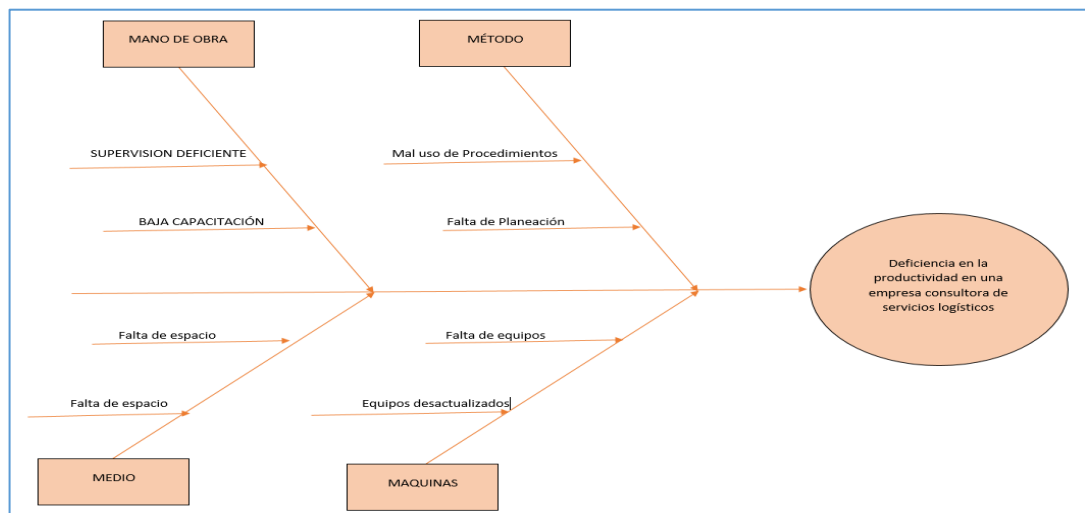 MANO DE OBRA
MÉTODO
SUPERVISION DEFICIENTE
Mal uso de Procedimientos
BAJA CAPACITACIÓN
Falta de Planeación
Deficiencia en la
productividad en una
empresa consultora de
servicios logísticos
Falta de espacio
Falta de equipos
Falta de espacio
Equipos desactualizados
MEDIO
MAQUINAS